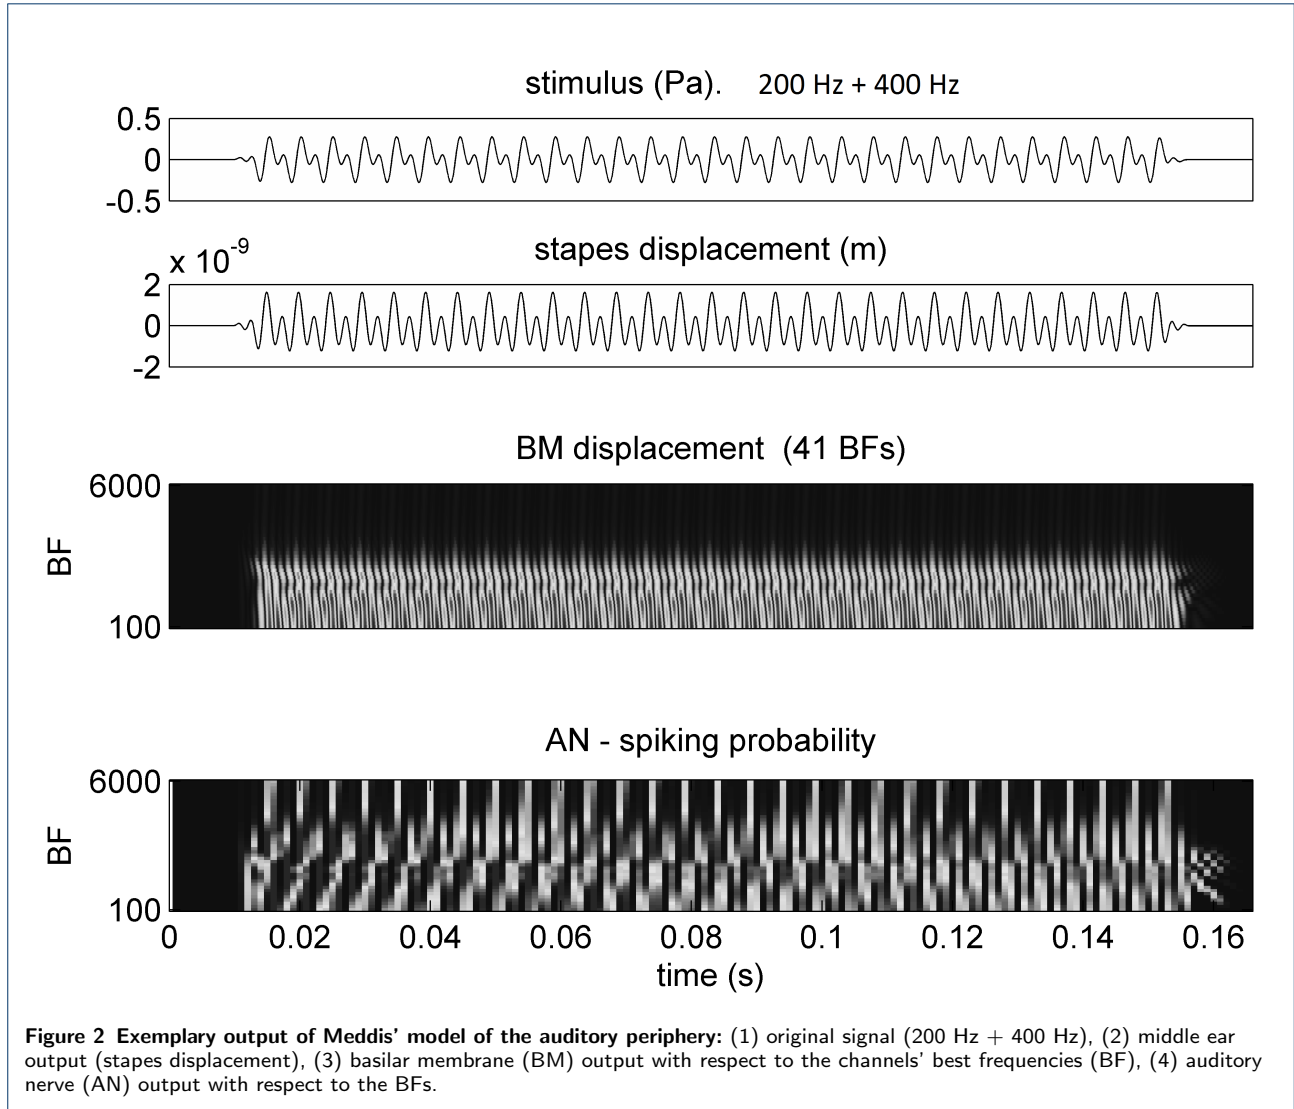 stimulus (Pa). 200 Hz + 400 Hz
0.5
0
-0.5
stapes displacement (m)
x 10-9
2
0
-2
BM displacement (41 BFs)
6000
BF
100
AN - spiking probability
6000
BF
100
0 0.02 0.04 0.06 0.08 0.1 0.12 0.14 0.16
time (s)
Figure 2 Exemplary output of Meddis' model of the auditory periphery: (1) original signal (200 Hz + 400 Hz), (2) middle ear
output (stapes displacement), (3) basilar membrane (BM) output with respect to the channels' best frequencies (BF), (4) auditory
nerve (AN) output with respect to the BFs.